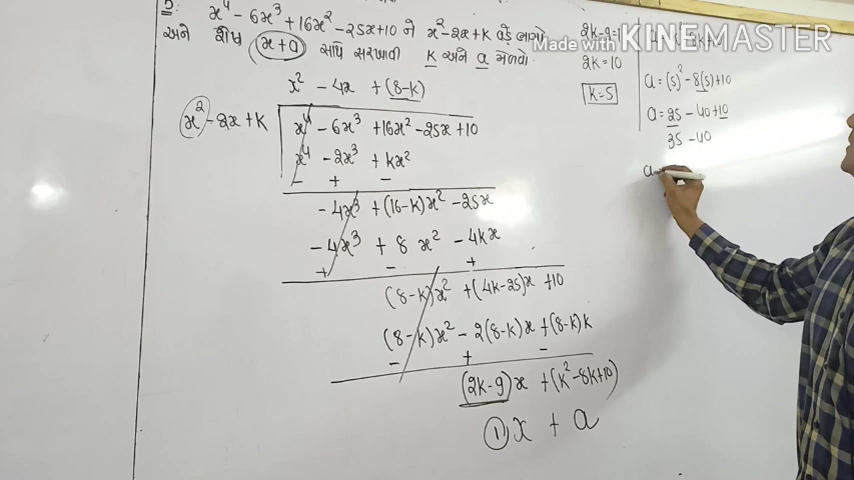 x⁴ - 6x³ + 16x² - 25x + 10 ને x² - 2x + K વડે ભાગો
અને શેષ (x + a) સાથે સરખાવી K અને a મેળવો.
x² - 4x + (8-K)
x² - 2x + K
x⁴ - 6x³ + 16x² - 25x + 10
x⁴ - 2x³ + Kx²
- + -
- 4x³ + (16-K)x² - 25x
- 4x³ + 8x² - 4Kx
+ - +
(8-K)x² + (4K-25)x + 10
(8-K)x² - 2(8-K)x + (8-K)K
- + -
(2K-9)x + (K² - 8K + 10)
① x + a
2K - 9 = 1
2K = 10
K = 5
a = (5)² - 8(5) + 10
a = 25 - 40 + 10
35 - 40
a =
Made with KINEMASTER